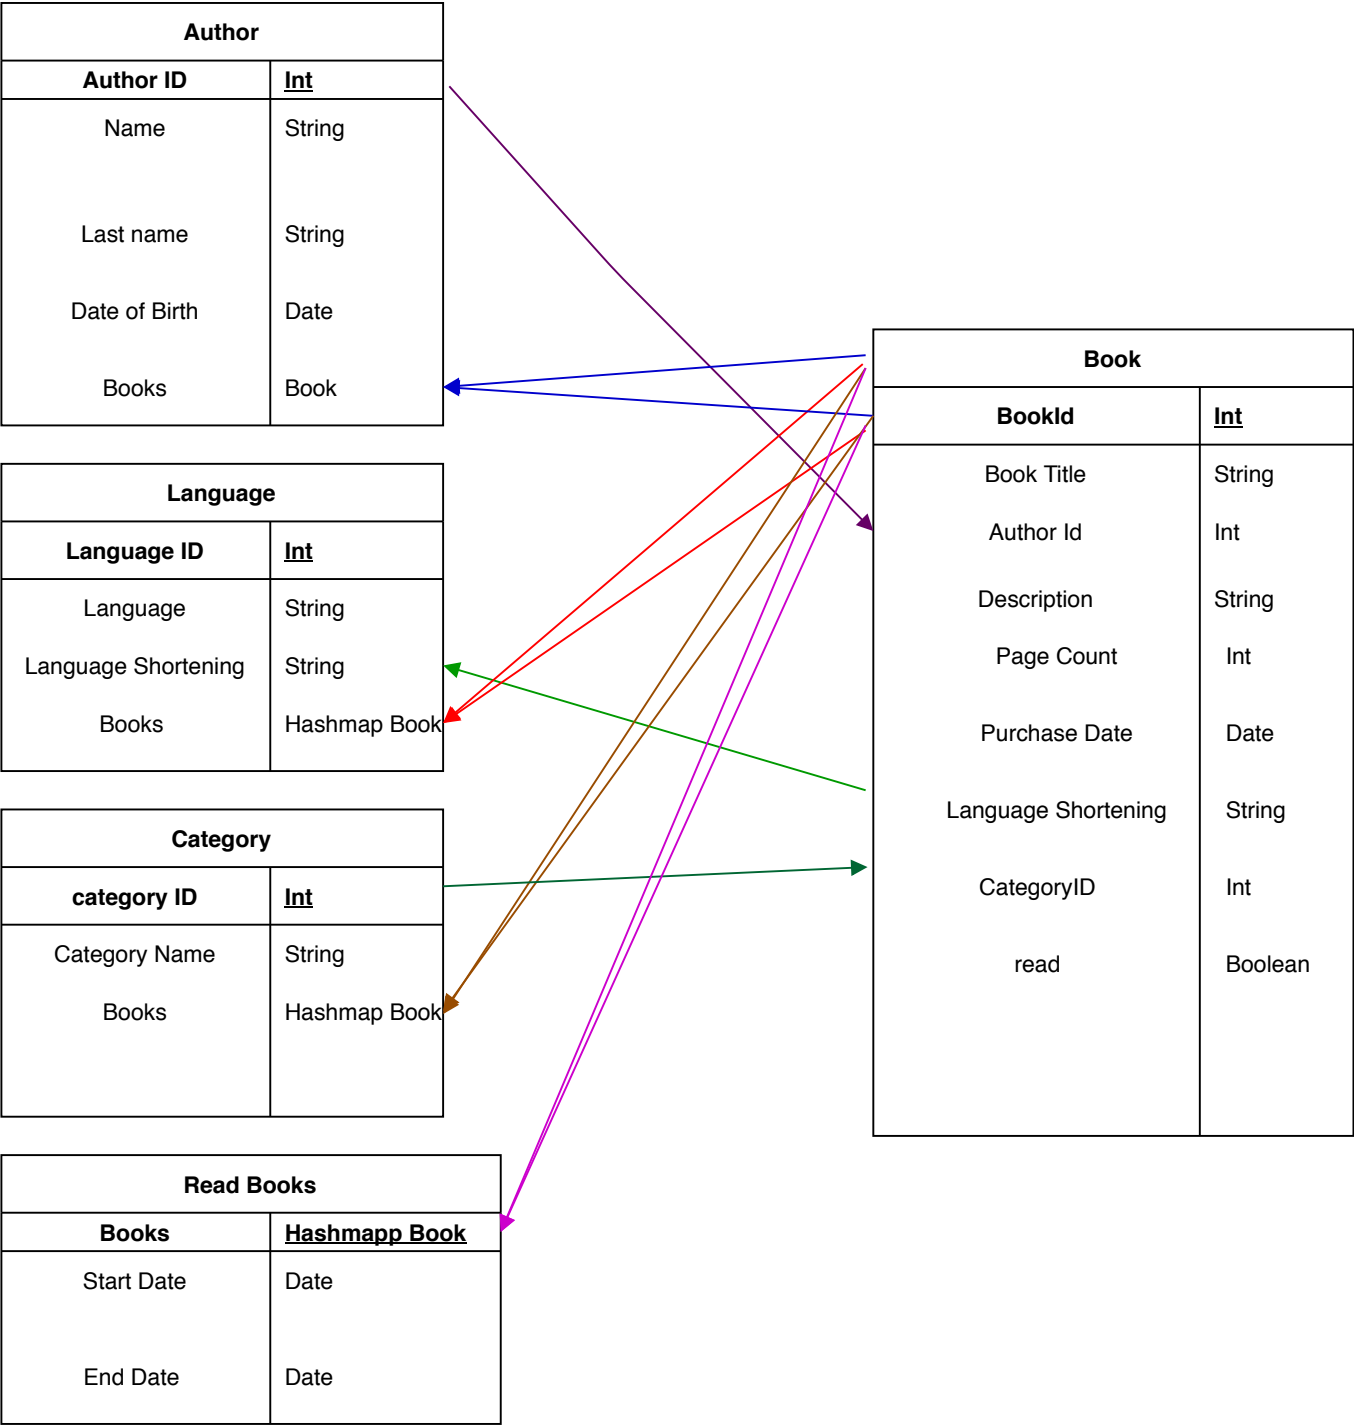 Author
Author ID Int
Name String
Last name String
Date of Birth Date
Books Book
Language
Language ID Int
Language String
Language Shortening String
Books Hashmap Book
Category
category ID Int
Category Name String
Books Hashmap Book
Read Books
Books Hashmapp Book
Start Date Date
End Date Date
Book
BookId Int
Book Title String
Author Id Int
Description String
Page Count Int
Purchase Date Date
Language Shortening String
CategoryID Int
read Boolean